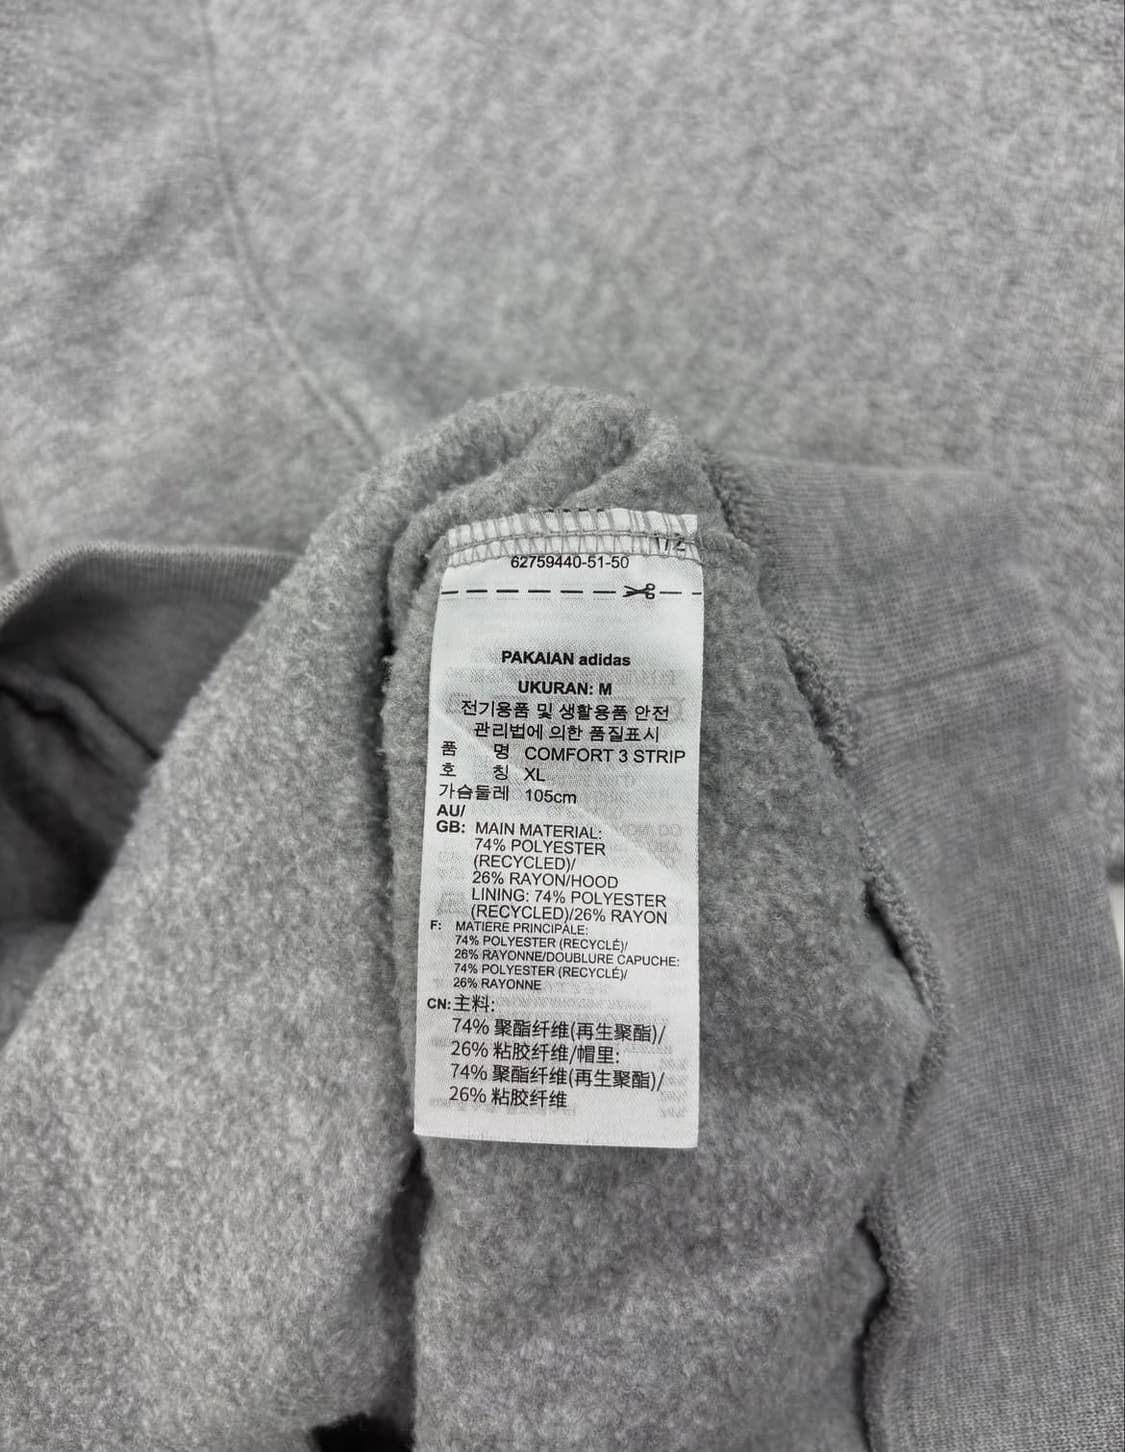 62759440-51-50
PAKAIAN adidas
UKURAN: M
전기용품 및 생활용품 안전
관리법에 의한 품질표시
품 명 COMFORT 3 STRIP
호 칭 XL
가슴둘레 105cm
AU/
GB: MAIN MATERIAL:
74% POLYESTER
(RECYCLED)/
26% RAYON/HOOD
LINING: 74% POLYESTER
(RECYCLED)/26% RAYON
F: MATIÈRE PRINCIPALE:
74% POLYESTER (RECYCLÉ)/
26% RAYONNE/DOUBLURE CAPUCHE:
74% POLYESTER (RECYCLÉ)/
26% RAYONNE
CN: 主料:
74% 聚酯纤维(再生聚酯)/
26% 粘胶纤维/帽里:
74% 聚酯纤维(再生聚酯)/
26% 粘胶纤维